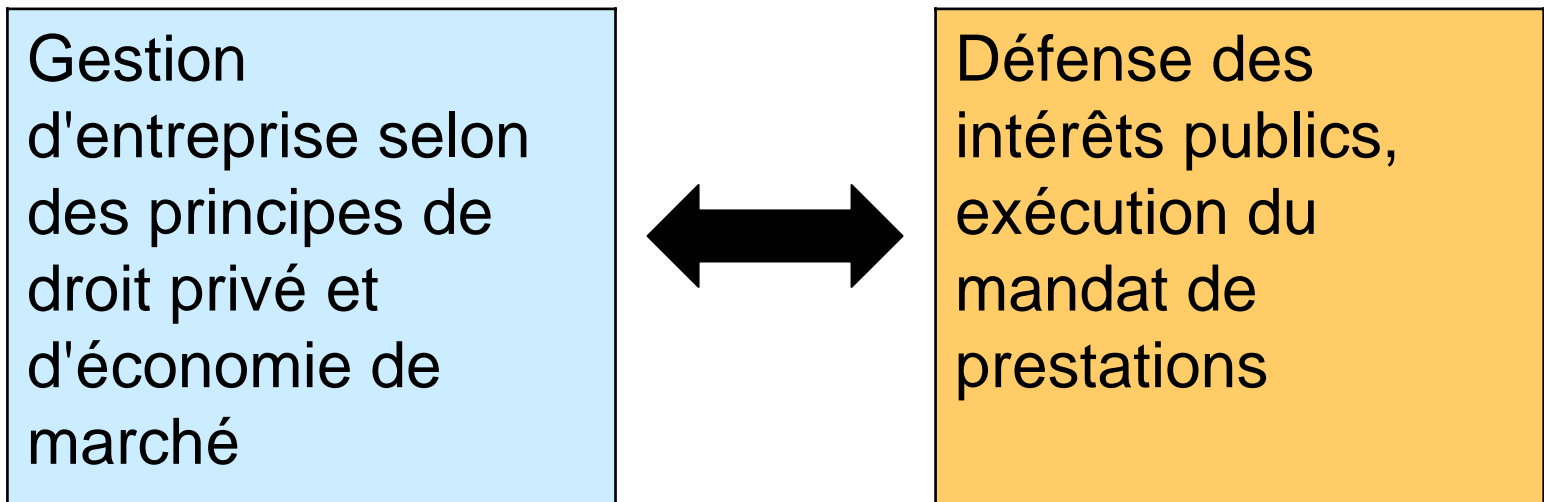 Gestion
d'entreprise selon
des principes de
droit privé et
d'économie de
marché
Défense des
intérêts publics,
exécution du
mandat de
prestations